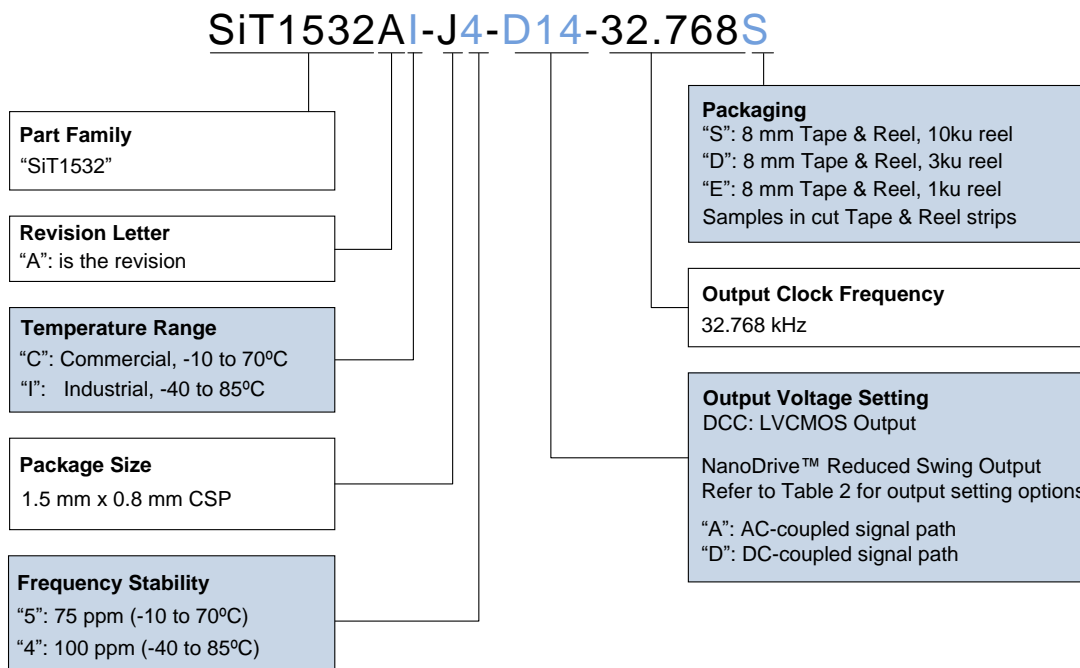 SiT1532AI-J4-D14-32.768S
Part Family
“SiT1532”
Revision Letter
“A”: is the revision
Temperature Range
“C”: Commercial, -10 to 70ºC
“I”: Industrial, -40 to 85ºC
Package Size
1.5 mm x 0.8 mm CSP
Frequency Stability
“5”: 75 ppm (-10 to 70ºC)
“4”: 100 ppm (-40 to 85ºC)
Packaging
“S”: 8 mm Tape & Reel, 10ku reel
“D”: 8 mm Tape & Reel, 3ku reel
“E”: 8 mm Tape & Reel, 1ku reel
Samples in cut Tape & Reel strips
Output Clock Frequency
32.768 kHz
Output Voltage Setting
DCC: LVCMOS Output
NanoDrive™ Reduced Swing Output
Refer to Table 2 for output setting options
“A”: AC-coupled signal path
“D”: DC-coupled signal path